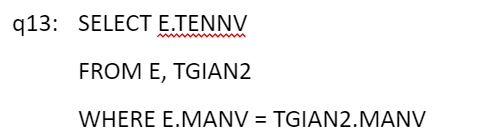 q13: SELECT E.TENNV
FROM E, TGIAN2
WHERE E.MANV = TGIAN2.MANV